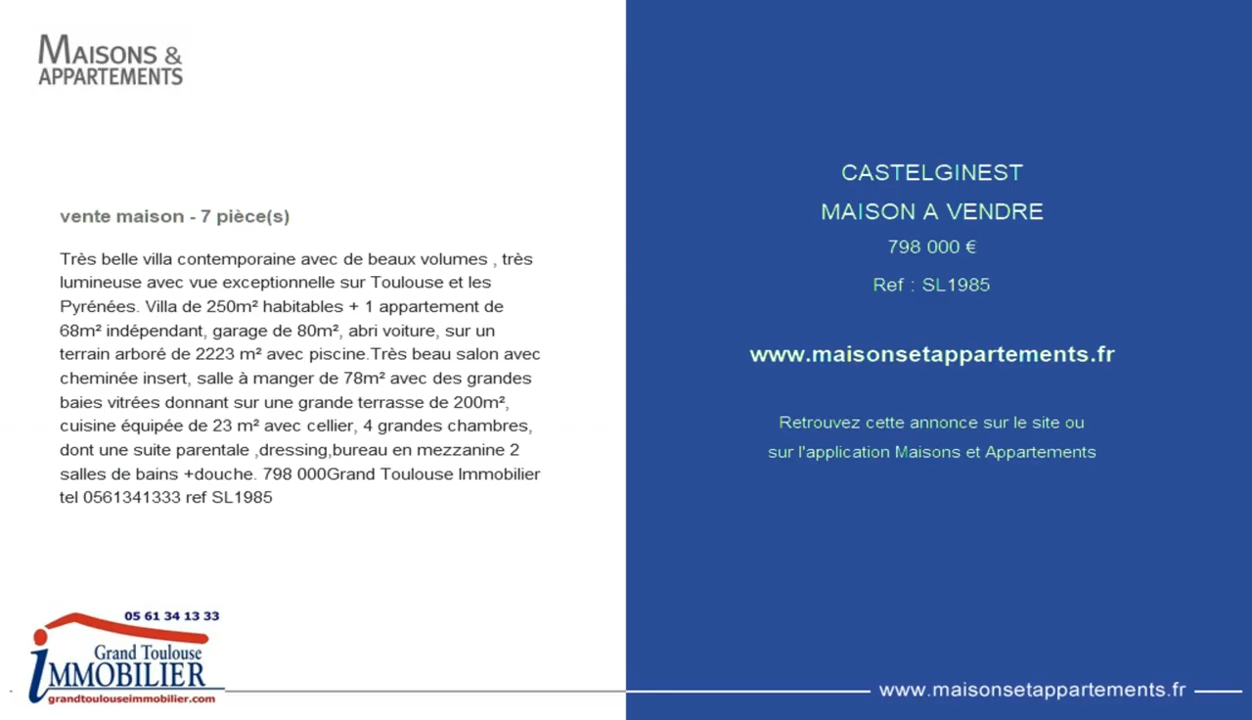 MAISONS &
APPARTEMENTS
vente maison - 7 pièce(s)
Très belle villa contemporaine avec de beaux volumes , très
lumineuse avec vue exceptionnelle sur Toulouse et les
Pyrénées. Villa de 250m² habitables + 1 appartement de
68m² indépendant, garage de 80m², abri voiture, sur un
terrain arboré de 2223 m² avec piscine.Très beau salon avec
cheminée insert, salle à manger de 78m² avec des grandes
baies vitrées donnant sur une grande terrasse de 200m²,
cuisine équipée de 23 m² avec cellier, 4 grandes chambres,
dont une suite parentale ,dressing,bureau en mezzanine 2
salles de bains +douche. 798 000Grand Toulouse Immobilier
tel 0561341333 ref SL1985
05 61 34 13 33
Grand Toulouse
iMMOBILIER
grandtoulouseimmobilier.com
CASTELGINEST
MAISON A VENDRE
798 000 €
Ref : SL1985
www.maisonsetappartements.fr
Retrouvez cette annonce sur le site ou
sur l'application Maisons et Appartements
www.maisonsetappartements.fr